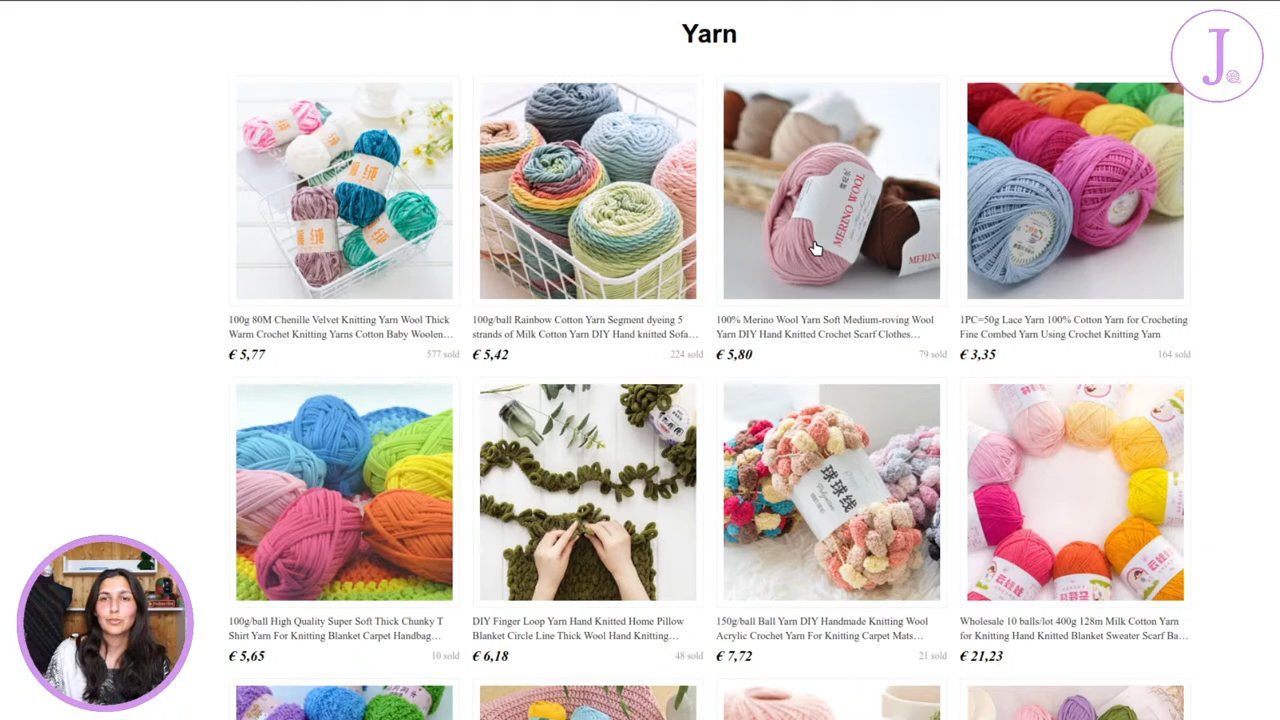 Yarn
J
绒
绒
MERINO WOOL
MERINO
100g 80M Chenille Velvet Knitting Yarn Wool Thick
Warm Crochet Knitting Yarns Cotton Baby Woolen...
€ 5,77
577 sold
100g/ball Rainbow Cotton Yarn Segment dyeing 5
strands of Milk Cotton Yarn DIY Hand knitted Sofa...
€ 5,42
224 sold
100% Merino Wool Yarn Soft Medium-roving Wool
Yarn DIY Hand Knitted Crochet Scarf Clothes...
€ 5,80
79 sold
1PC=50g Lace Yarn 100% Cotton Yarn for Crocheting
Fine Combed Yarn Using Crochet Knitting Yarn
€ 3,35
164 sold
球球线
100g/ball High Quality Super Soft Thick Chunky T
Shirt Yarn For Knitting Blanket Carpet Handbag...
€ 5,65
10 sold
DIY Finger Loop Yarn Hand Knitted Home Pillow
Blanket Circle Line Thick Wool Hand Knitting...
€ 6,18
48 sold
150g/ball Ball Yarn DIY Handmade Knitting Wool
Acrylic Crochet Yarn For Knitting Carpet Mats...
€ 7,72
21 sold
Wholesale 10 balls/lot 400g 128m Milk Cotton Yarn
for Knitting Hand Knitted Blanket Sweater Scarf Ba...
€ 21,23